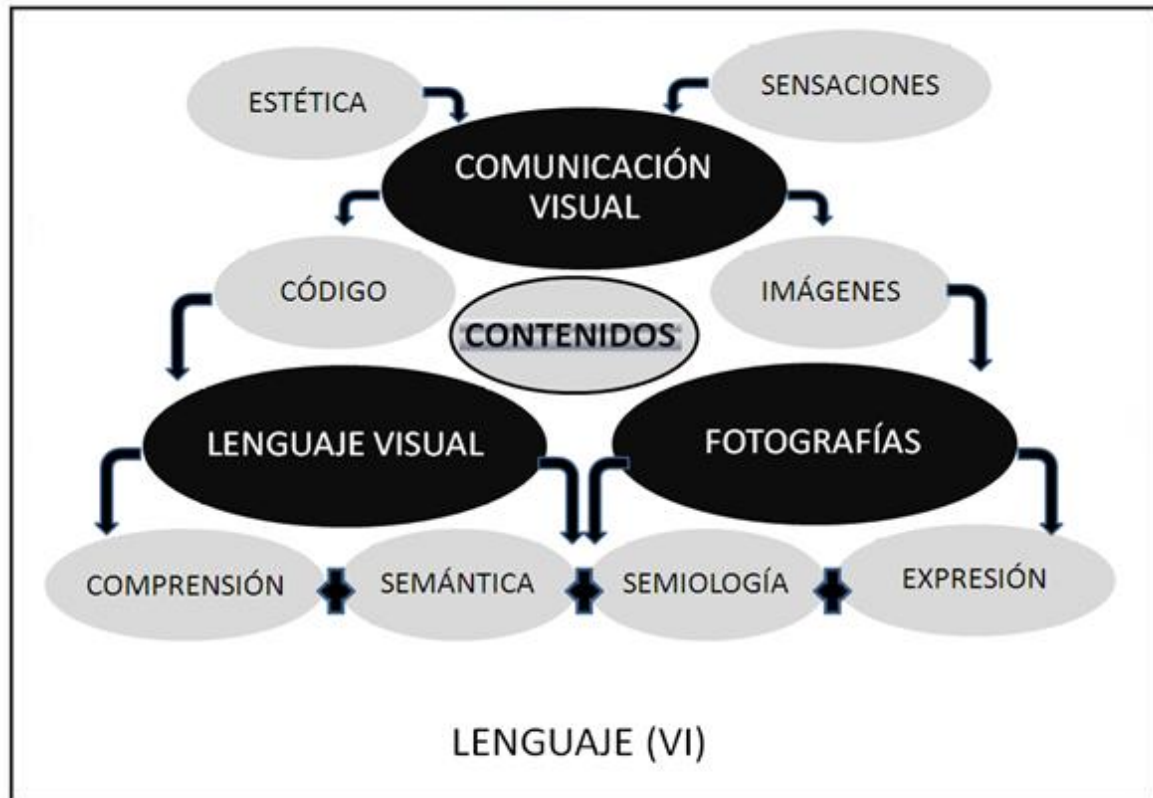 ESTÉTICA
SENSACIONES
COMUNICACIÓN
VISUAL
CÓDIGO
IMÁGENES
CONTENIDOS
LENGUAJE VISUAL
FOTOGRAFÍAS
COMPRENSIÓN
SEMÁNTICA
SEMIOLOGÍA
EXPRESIÓN
LENGUAJE (VI)